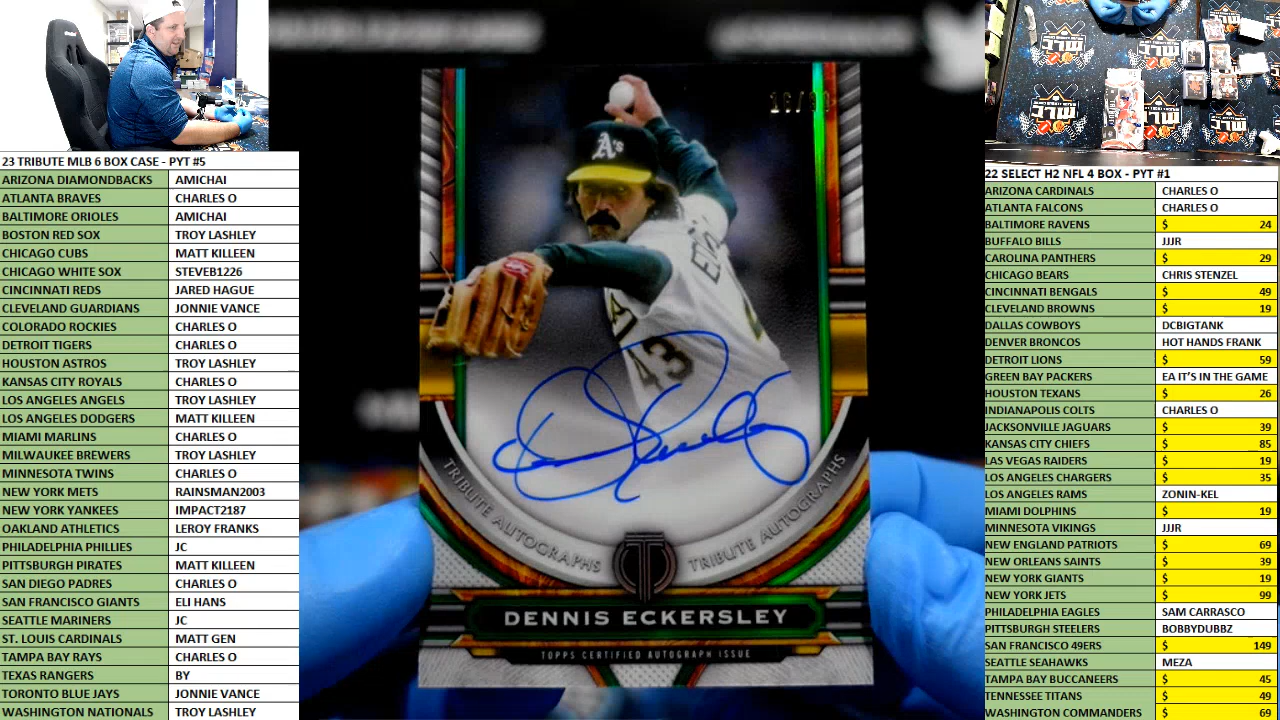 23 TRIBUTE MLB 6 BOX CASE - PYT #5
ARIZONA DIAMONDBACKS AMICHAI
ATLANTA BRAVES CHARLES O
BALTIMORE ORIOLES AMICHAI
BOSTON RED SOX TROY LASHLEY
CHICAGO CUBS MATT KILLEEN
CHICAGO WHITE SOX STEVEB1226
CINCINNATI REDS JARED HAGUE
CLEVELAND GUARDIANS JONNIE VANCE
COLORADO ROCKIES CHARLES O
DETROIT TIGERS CHARLES O
HOUSTON ASTROS TROY LASHLEY
KANSAS CITY ROYALS CHARLES O
LOS ANGELES ANGELS TROY LASHLEY
LOS ANGELES DODGERS MATT KILLEEN
MIAMI MARLINS CHARLES O
MILWAUKEE BREWERS TROY LASHLEY
MINNESOTA TWINS CHARLES O
NEW YORK METS RAINSMAN2003
NEW YORK YANKEES IMPACT2187
OAKLAND ATHLETICS LEROY FRANKS
PHILADELPHIA PHILLIES JC
PITTSBURGH PIRATES MATT KILLEEN
SAN DIEGO PADRES CHARLES O
SAN FRANCISCO GIANTS ELI HANS
SEATTLE MARINERS JC
ST. LOUIS CARDINALS MATT GEN
TAMPA BAY RAYS CHARLES O
TEXAS RANGERS BY
TORONTO BLUE JAYS JONNIE VANCE
WASHINGTON NATIONALS TROY LASHLEY
A's
43
TRIBUTE AUTOGRAPHS
TRIBUTE AUTOGRAPHS
DENNIS ECKERSLEY
TOPPS CERTIFIED AUTOGRAPH ISSUE
22 SELECT H2 NFL 4 BOX - PYT #1
ARIZONA CARDINALS CHARLES O
ATLANTA FALCONS CHARLES O
BALTIMORE RAVENS $ 24
BUFFALO BILLS JJJR
CAROLINA PANTHERS $ 29
CHICAGO BEARS CHRIS STENZEL
CINCINNATI BENGALS $ 49
CLEVELAND BROWNS $ 19
DALLAS COWBOYS DCBIGTANK
DENVER BRONCOS HOT HANDS FRANK
DETROIT LIONS $ 59
GREEN BAY PACKERS EA IT'S IN THE GAME
HOUSTON TEXANS $ 26
INDIANAPOLIS COLTS CHARLES O
JACKSONVILLE JAGUARS $ 39
KANSAS CITY CHIEFS $ 85
LAS VEGAS RAIDERS $ 19
LOS ANGELES CHARGERS $ 35
LOS ANGELES RAMS ZONIN-KEL
MIAMI DOLPHINS $ 19
MINNESOTA VIKINGS JJJR
NEW ENGLAND PATRIOTS $ 69
NEW ORLEANS SAINTS $ 39
NEW YORK GIANTS $ 19
NEW YORK JETS $ 99
PHILADELPHIA EAGLES SAM CARRASCO
PITTSBURGH STEELERS BOBBYDUBBZ
SAN FRANCISCO 49ERS $ 149
SEATTLE SEAHAWKS MEZA
TAMPA BAY BUCCANEERS $ 45
TENNESSEE TITANS $ 49
WASHINGTON COMMANDERS $ 69